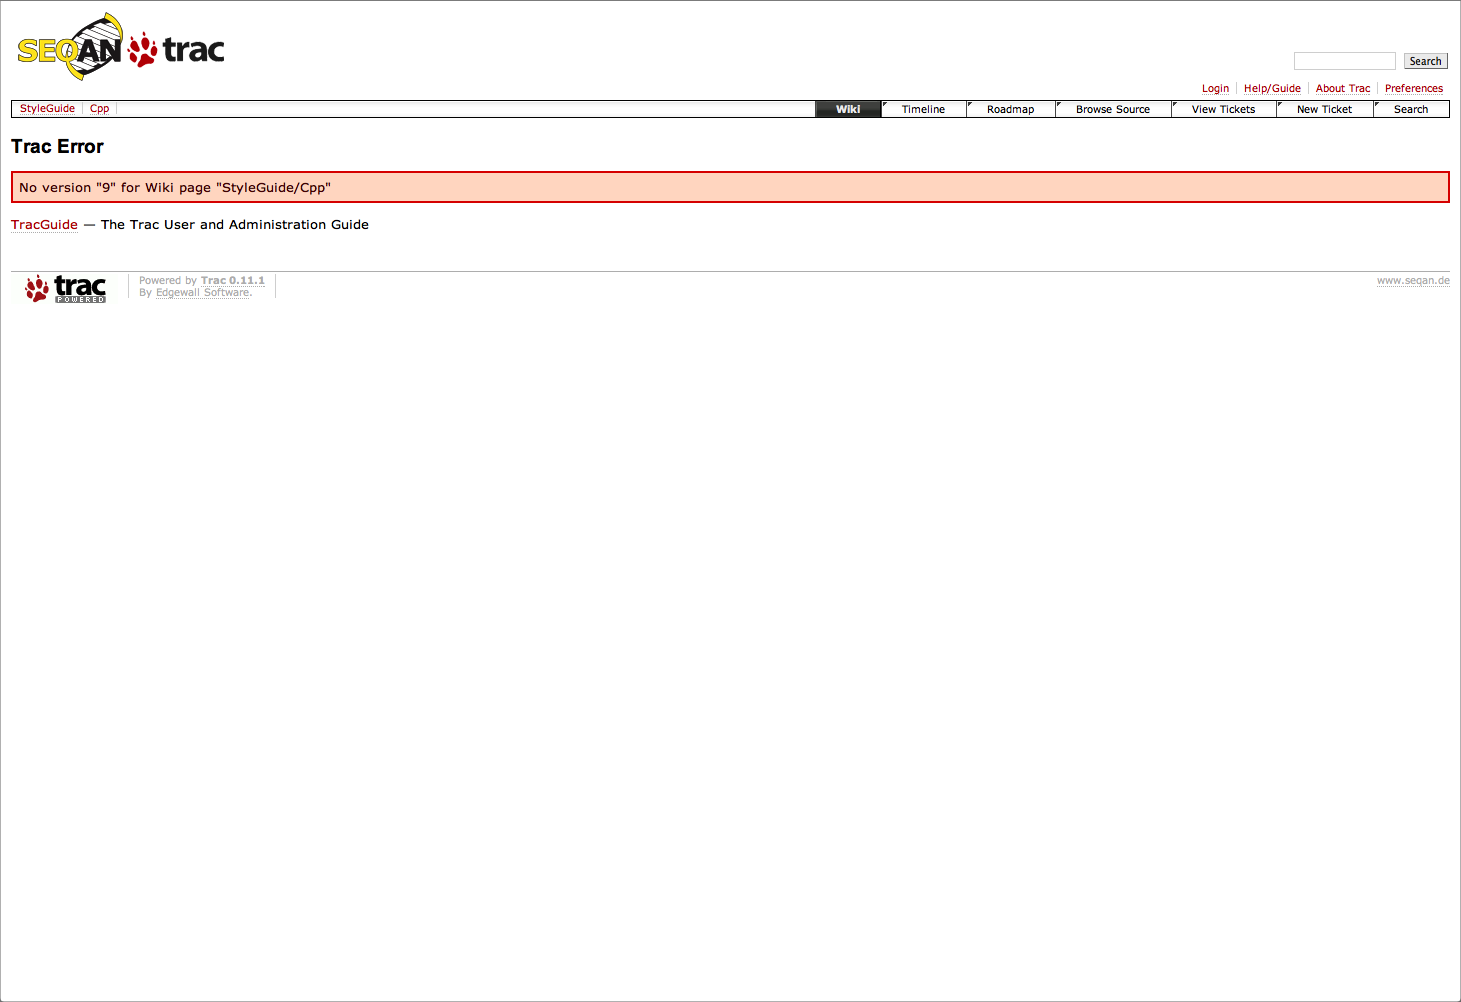 SEQAN trac
Search
Login Help/Guide About Trac Preferences
StyleGuide Cpp Wiki Timeline Roadmap Browse Source View Tickets New Ticket Search
Trac Error
No version "9" for Wiki page "StyleGuide/Cpp"
TracGuide — The Trac User and Administration Guide
trac POWERED
Powered by Trac 0.11.1
By Edgewall Software.
www.seqan.de